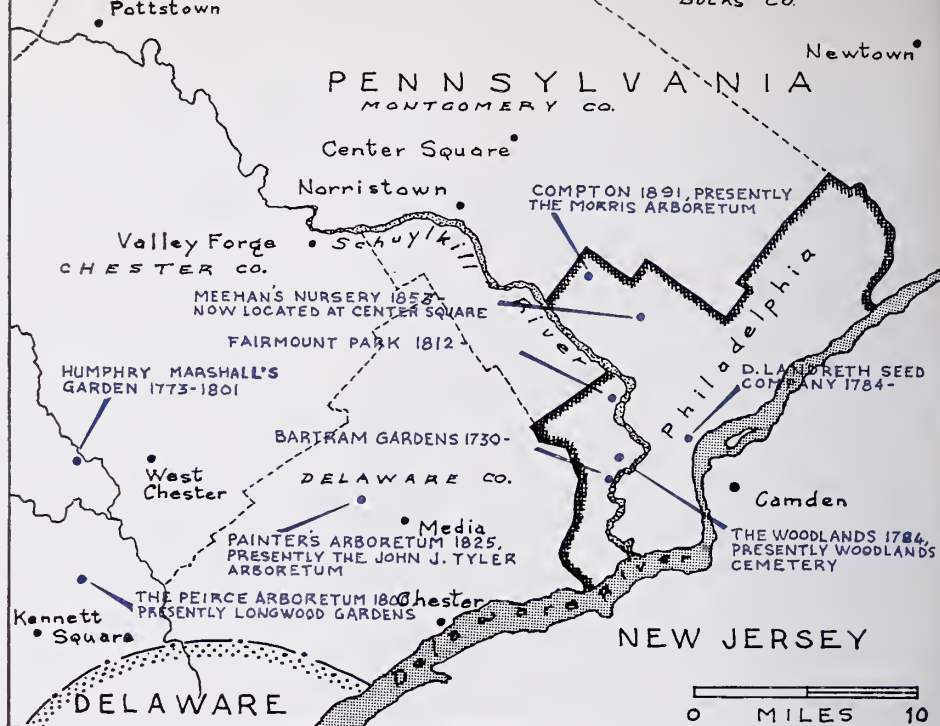 Pottstown
BUCKS CO.
Newtown
PENNSYLVANIA
MONTGOMERY CO.
Center Square
Norristown
COMPTON 1891, PRESENTLY
THE MORRIS ARBORETUM
Valley Forge
Schuylkill
River
CHESTER CO.
MEEHAN'S NURSERY 1853-
NOW LOCATED AT CENTER SQUARE
Philadelphia
FAIRMOUNT PARK 1812-
HUMPHRY MARSHALL'S
GARDEN 1773-1801
D. LANDRETH SEED
COMPANY 1784-
BARTRAM GARDENS 1730-
West
Chester
DELAWARE CO.
Camden
Media
PAINTER'S ARBORETUM 1825,
PRESENTLY THE JOHN J. TYLER
ARBORETUM
THE WOODLANDS 1784,
PRESENTLY WOODLANDS
CEMETERY
THE PEIRCE ARBORETUM 1800
PRESENTLY LONGWOOD GARDENS
Chester
Delaware River
Kennett
Square
NEW JERSEY
DELAWARE
0 MILES 10